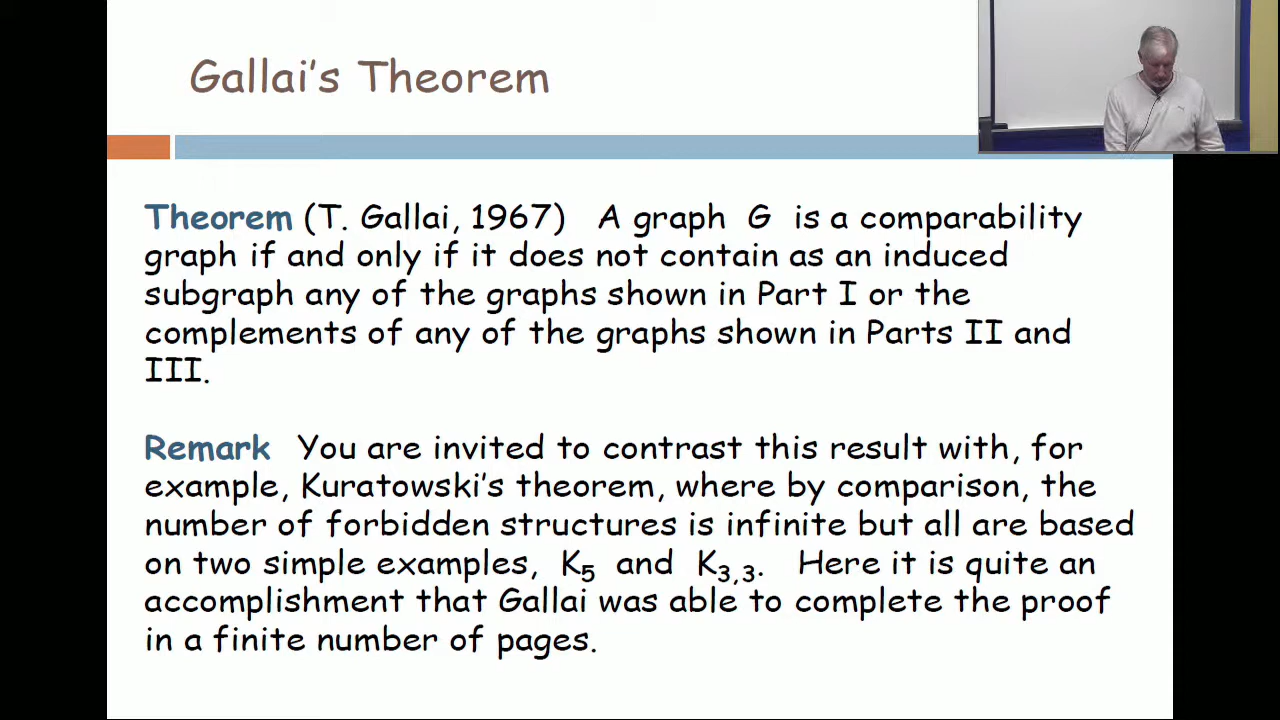 Gallai's Theorem
Theorem (T. Gallai, 1967) A graph G is a comparability
graph if and only if it does not contain as an induced
subgraph any of the graphs shown in Part I or the
complements of any of the graphs shown in Parts II and
III.
Remark You are invited to contrast this result with, for
example, Kuratowski's theorem, where by comparison, the
number of forbidden structures is infinite but all are based
on two simple examples, K₅ and K₃,₃. Here it is quite an
accomplishment that Gallai was able to complete the proof
in a finite number of pages.